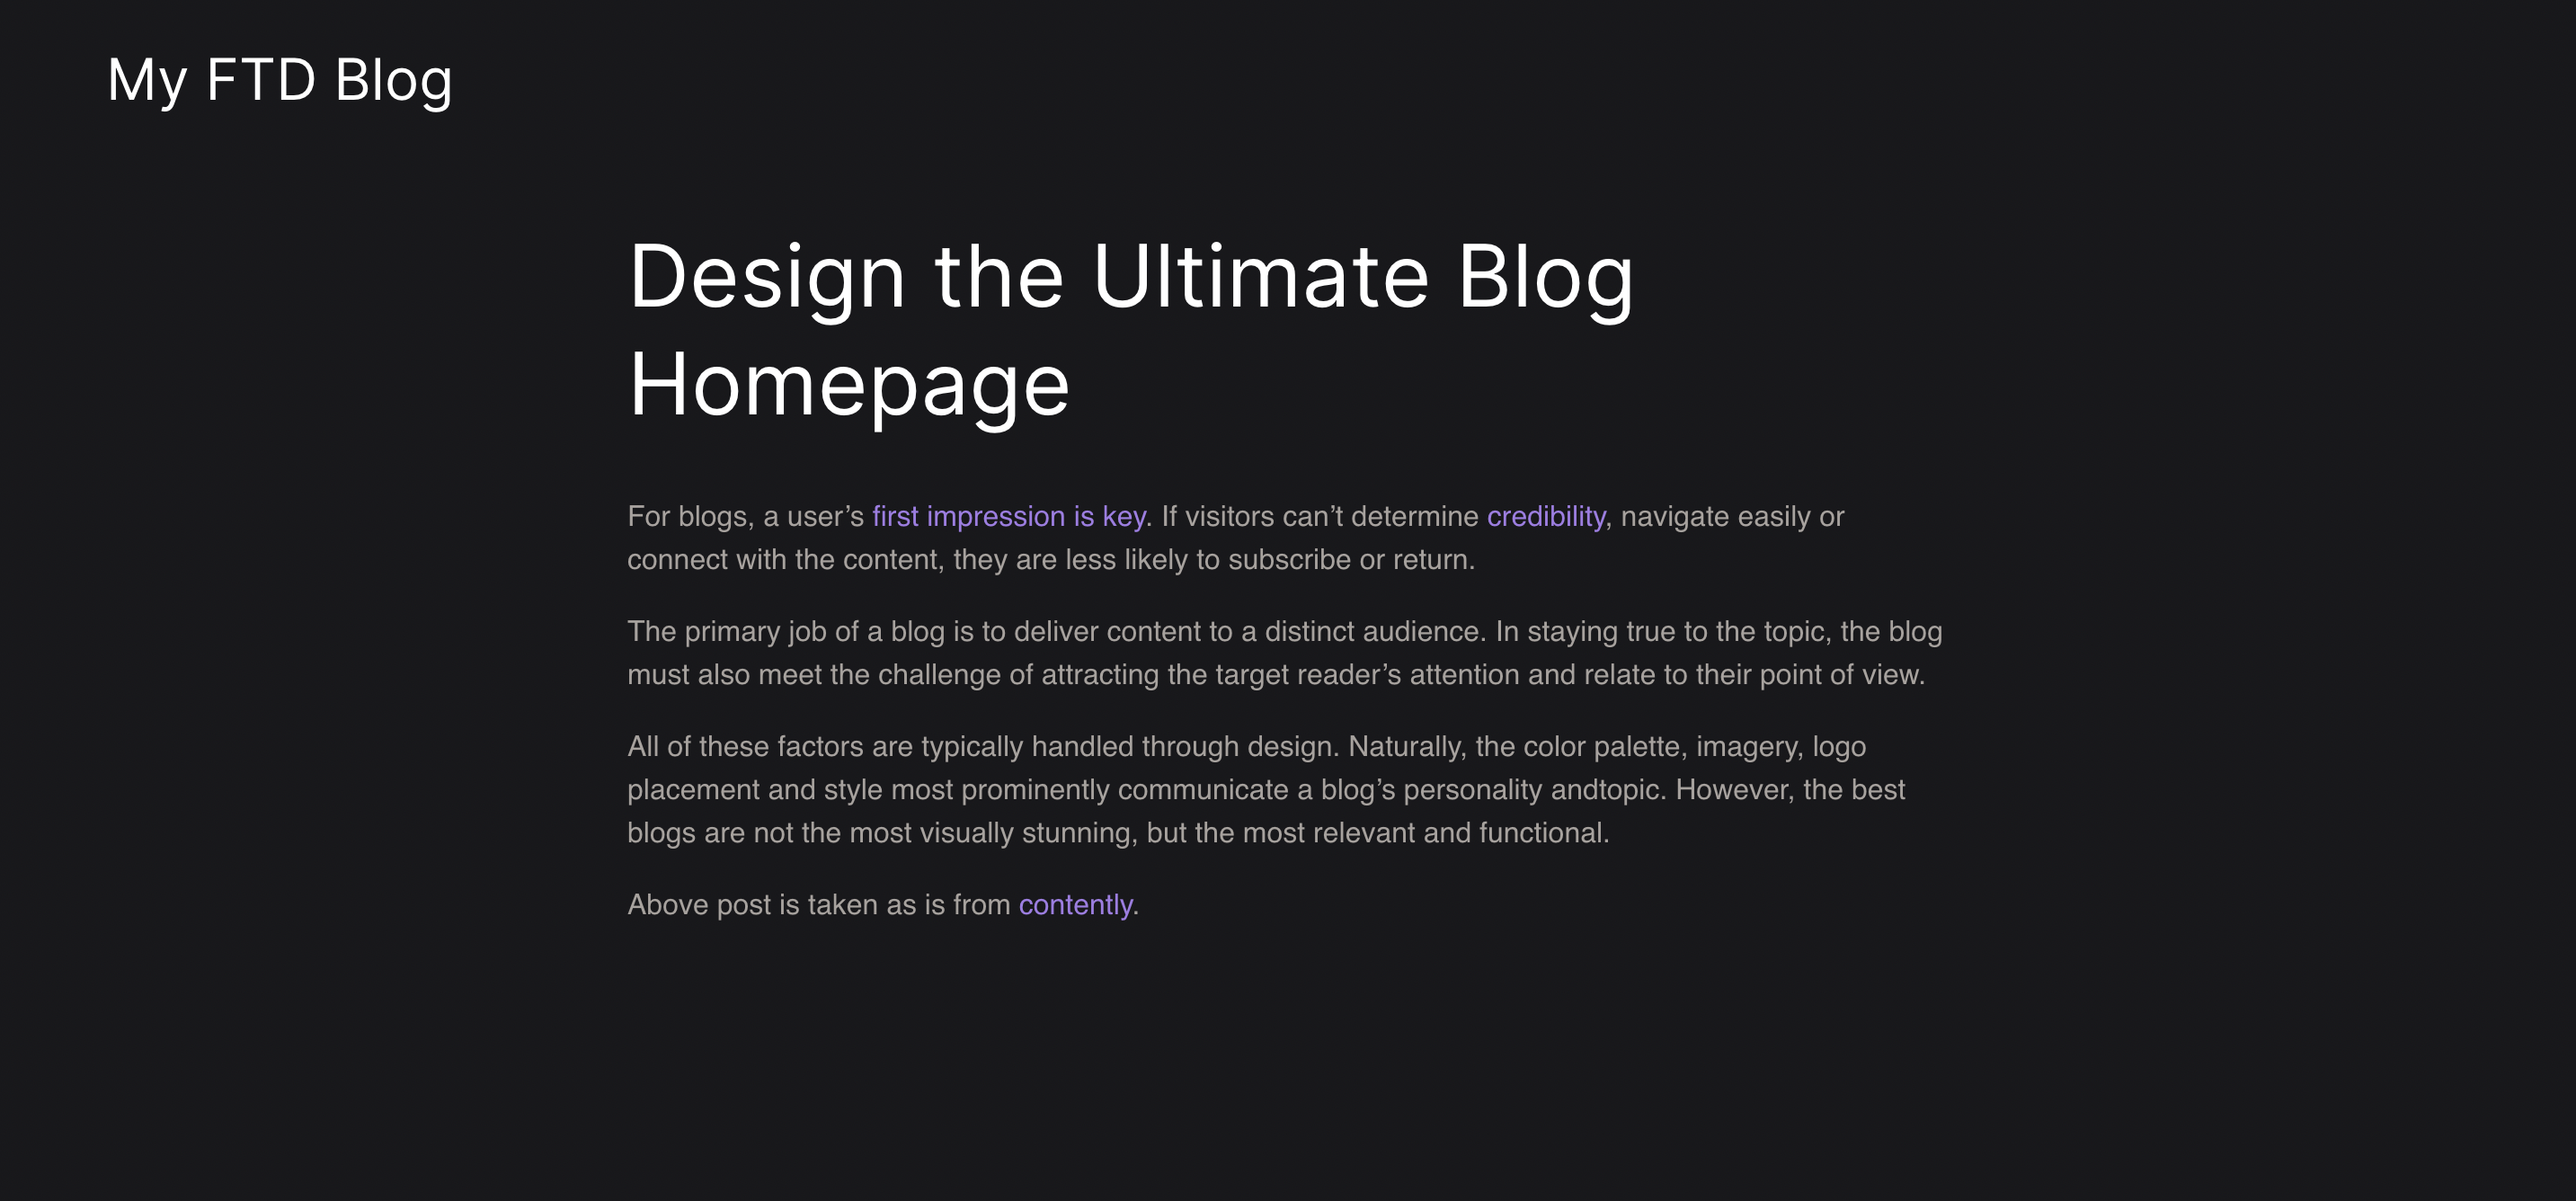 My FTD Blog
Design the Ultimate Blog
Homepage
For blogs, a user’s first impression is key. If visitors can’t determine credibility, navigate easily or
connect with the content, they are less likely to subscribe or return.
The primary job of a blog is to deliver content to a distinct audience. In staying true to the topic, the blog
must also meet the challenge of attracting the target reader’s attention and relate to their point of view.
All of these factors are typically handled through design. Naturally, the color palette, imagery, logo
placement and style most prominently communicate a blog’s personality andtopic. However, the best
blogs are not the most visually stunning, but the most relevant and functional.
Above post is taken as is from contently.